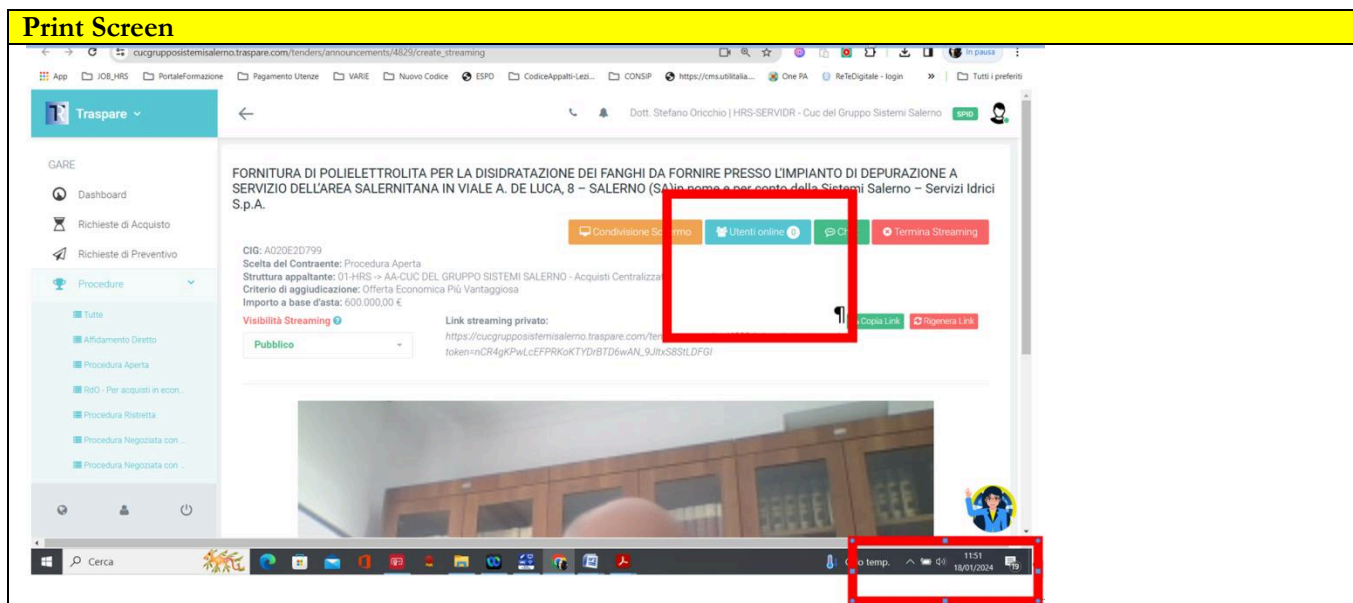 Print Screen
cucgrupposistemisalerno.traspare.com/tenders/announcements/4829/create_streaming
In pausa
App JOB_HRS PortaleFormazione Pagamento Utenze VARIE Nuovo Codice ESPD CodiceAppalti-Lezi... CONSIP https://cms.utilitalia.... One PA ReTeDigitale - login » Tutti i preferiti
Traspare
Dott. Stefano Oricchio | HRS-SERVIDR - Cuc del Gruppo Sistemi Salerno SPID
GARE
Dashboard
Richieste di Acquisto
Richieste di Preventivo
Procedure
Tutte
Affidamento Diretto
Procedura Aperta
RdO - Per acquisti in econ...
Procedura Ristretta
Procedura Negoziata con ...
Procedura Negoziata con ...
FORNITURA DI POLIELETTROLITA PER LA DISIDRATAZIONE DEI FANGHI DA FORNIRE PRESSO L'IMPIANTO DI DEPURAZIONE A
SERVIZIO DELL'AREA SALERNITANA IN VIALE A. DE LUCA, 8 – SALERNO (SA)in nome e per conto della Sistemi Salerno – Servizi Idrici
S.p.A.
Condivisione Utenti online 0 Termina Streaming
CIG: A020E2D799
Scelta del Contraente: Procedura Aperta
Struttura appaltante: 01-HRS -> AA-CUC DEL GRUPPO SISTEMI SALERNO - Acquisti
Criterio di aggiudicazione: Offerta Economica Più Vantaggiosa
Importo a base d'asta: 600.000,00 €
Visibilità Streaming
Pubblico
Link streaming privato:
¶
Copia Link Rigenera Link
https://cucgrupposistemisalerno.traspare.com/
Cerca
temp.
11:51
18/01/2024
19